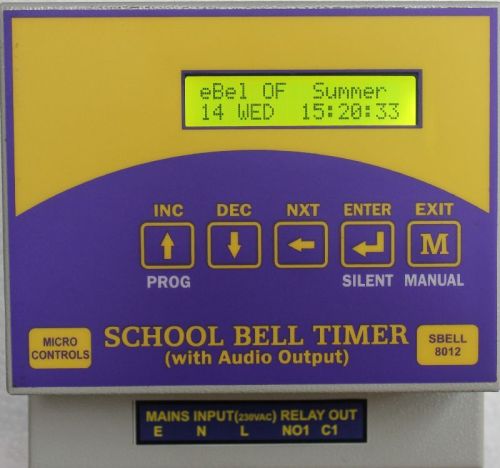 eBel OF Summer
14 WED 15:20:33
INC DEC NXT ENTER EXIT
M
PROG SILENT MANUAL
MICRO
CONTROLS
SCHOOL BELL TIMER
(with Audio Output)
SBELL
8012
MAINS INPUT(230VAC) RELAY OUT
E N L NO1 C1